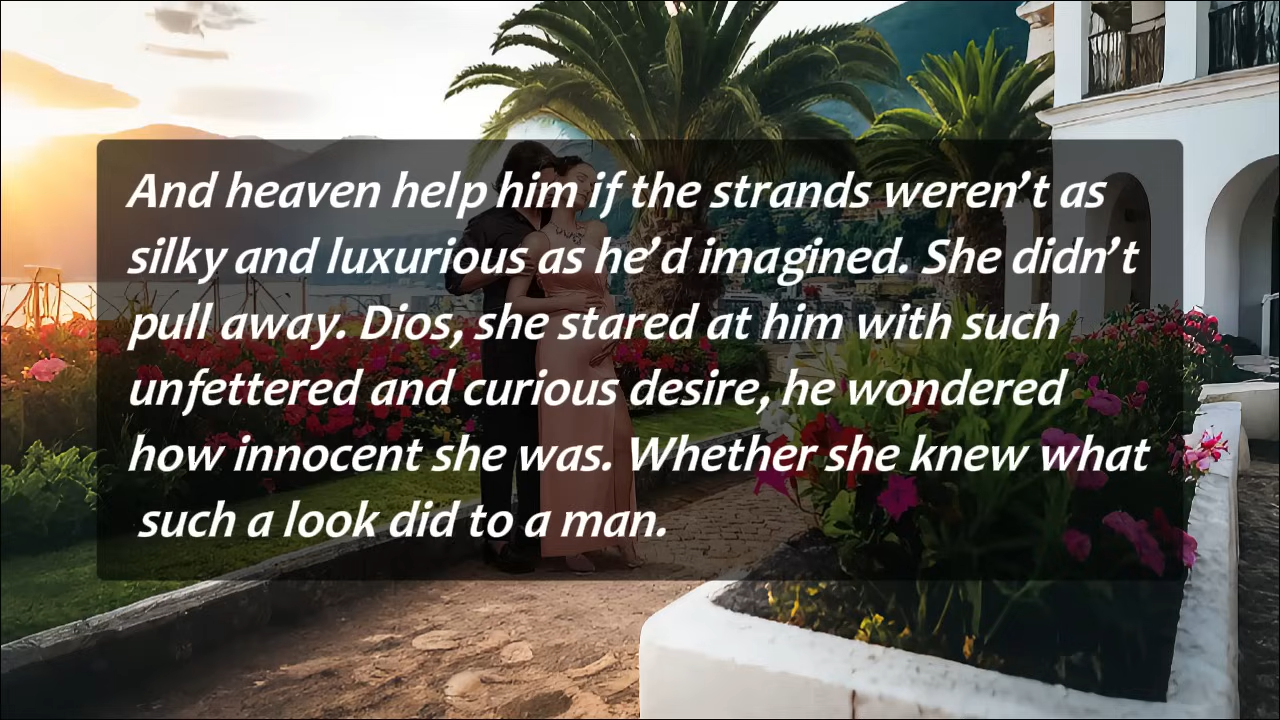 And heaven help him if the strands weren’t as
silky and luxurious as he’d imagined. She didn’t
pull away. Dios, she stared at him with such
unfettered and curious desire, he wondered
how innocent she was. Whether she knew what
such a look did to a man.